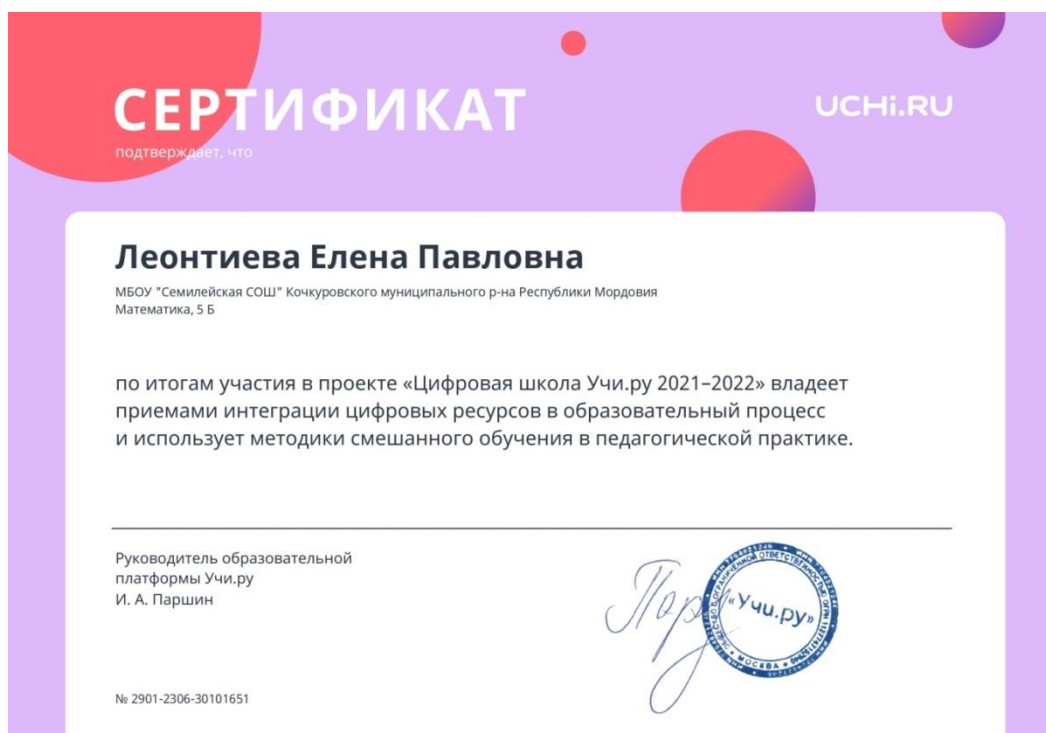 СЕРТИФИКАТ
UCHi.RU
подтверждает, что
Леонтиева Елена Павловна
МБОУ "Семилейская СОШ" Кочкуровского муниципального р-на Республики Мордовия
Математика, 5 Б
по итогам участия в проекте «Цифровая школа Учи.ру 2021–2022» владеет
приемами интеграции цифровых ресурсов в образовательный процесс
и использует методики смешанного обучения в педагогической практике.
Руководитель образовательной
платформы Учи.ру
И. А. Паршин
«Учи.ру»
МОСКВА
№ 2901-2306-30101651